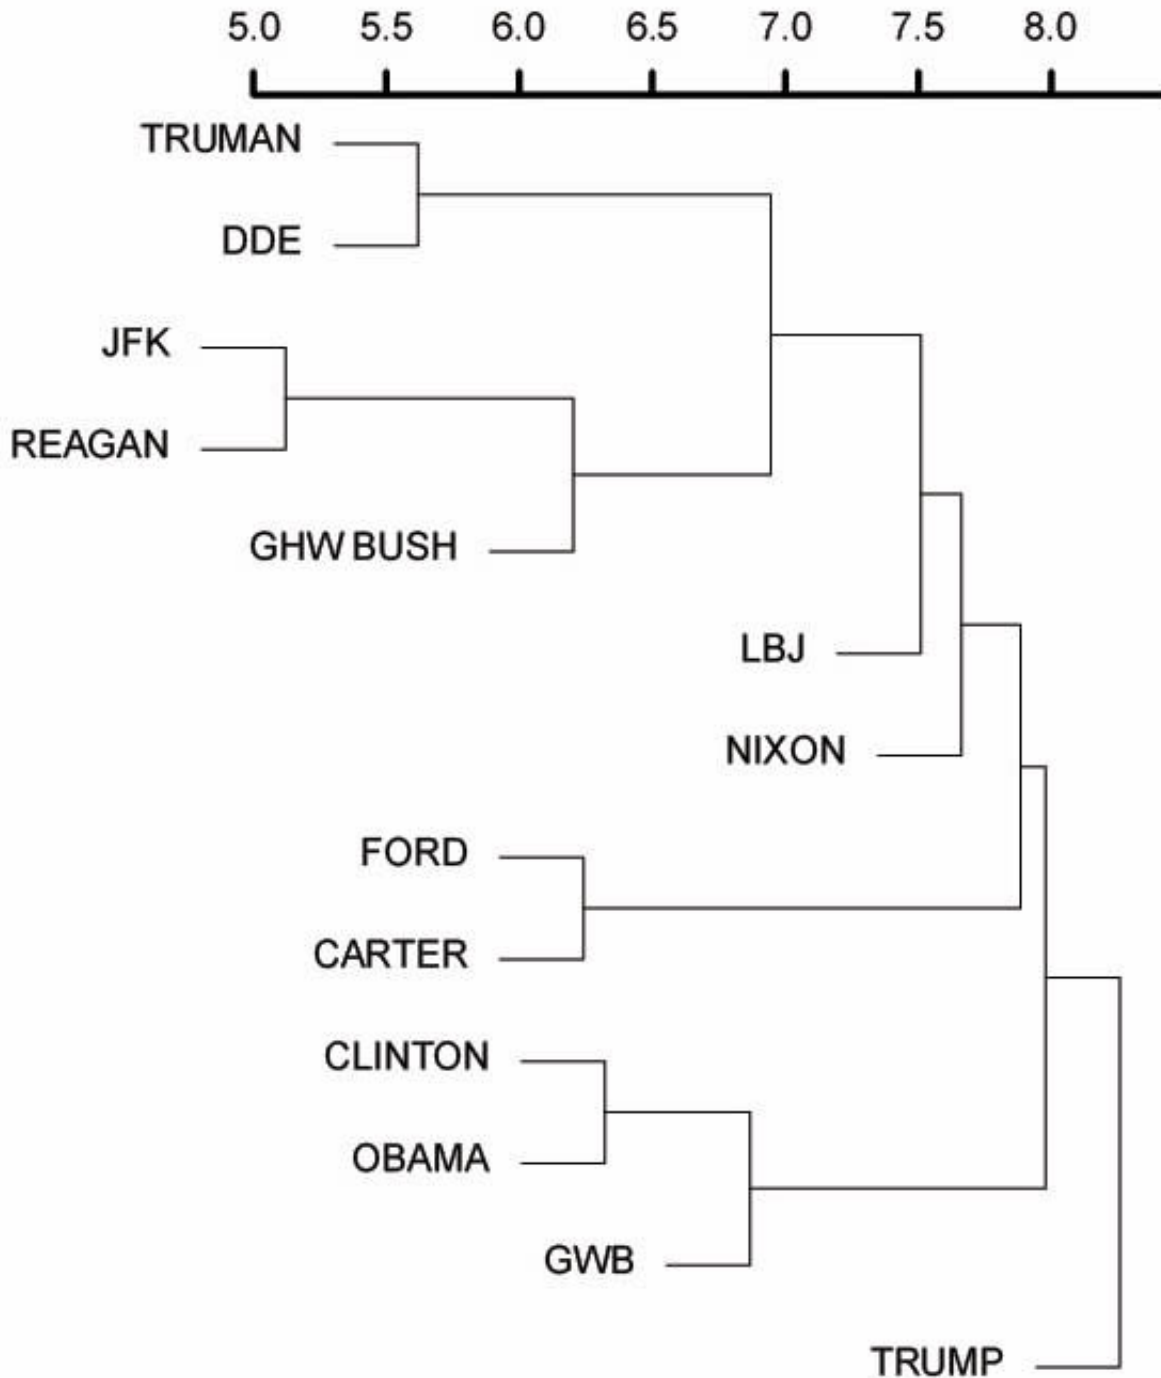 5.0 5.5 6.0 6.5 7.0 7.5 8.0
TRUMAN
DDE
JFK
REAGAN
GHW BUSH
LBJ
NIXON
FORD
CARTER
CLINTON
OBAMA
GWB
TRUMP